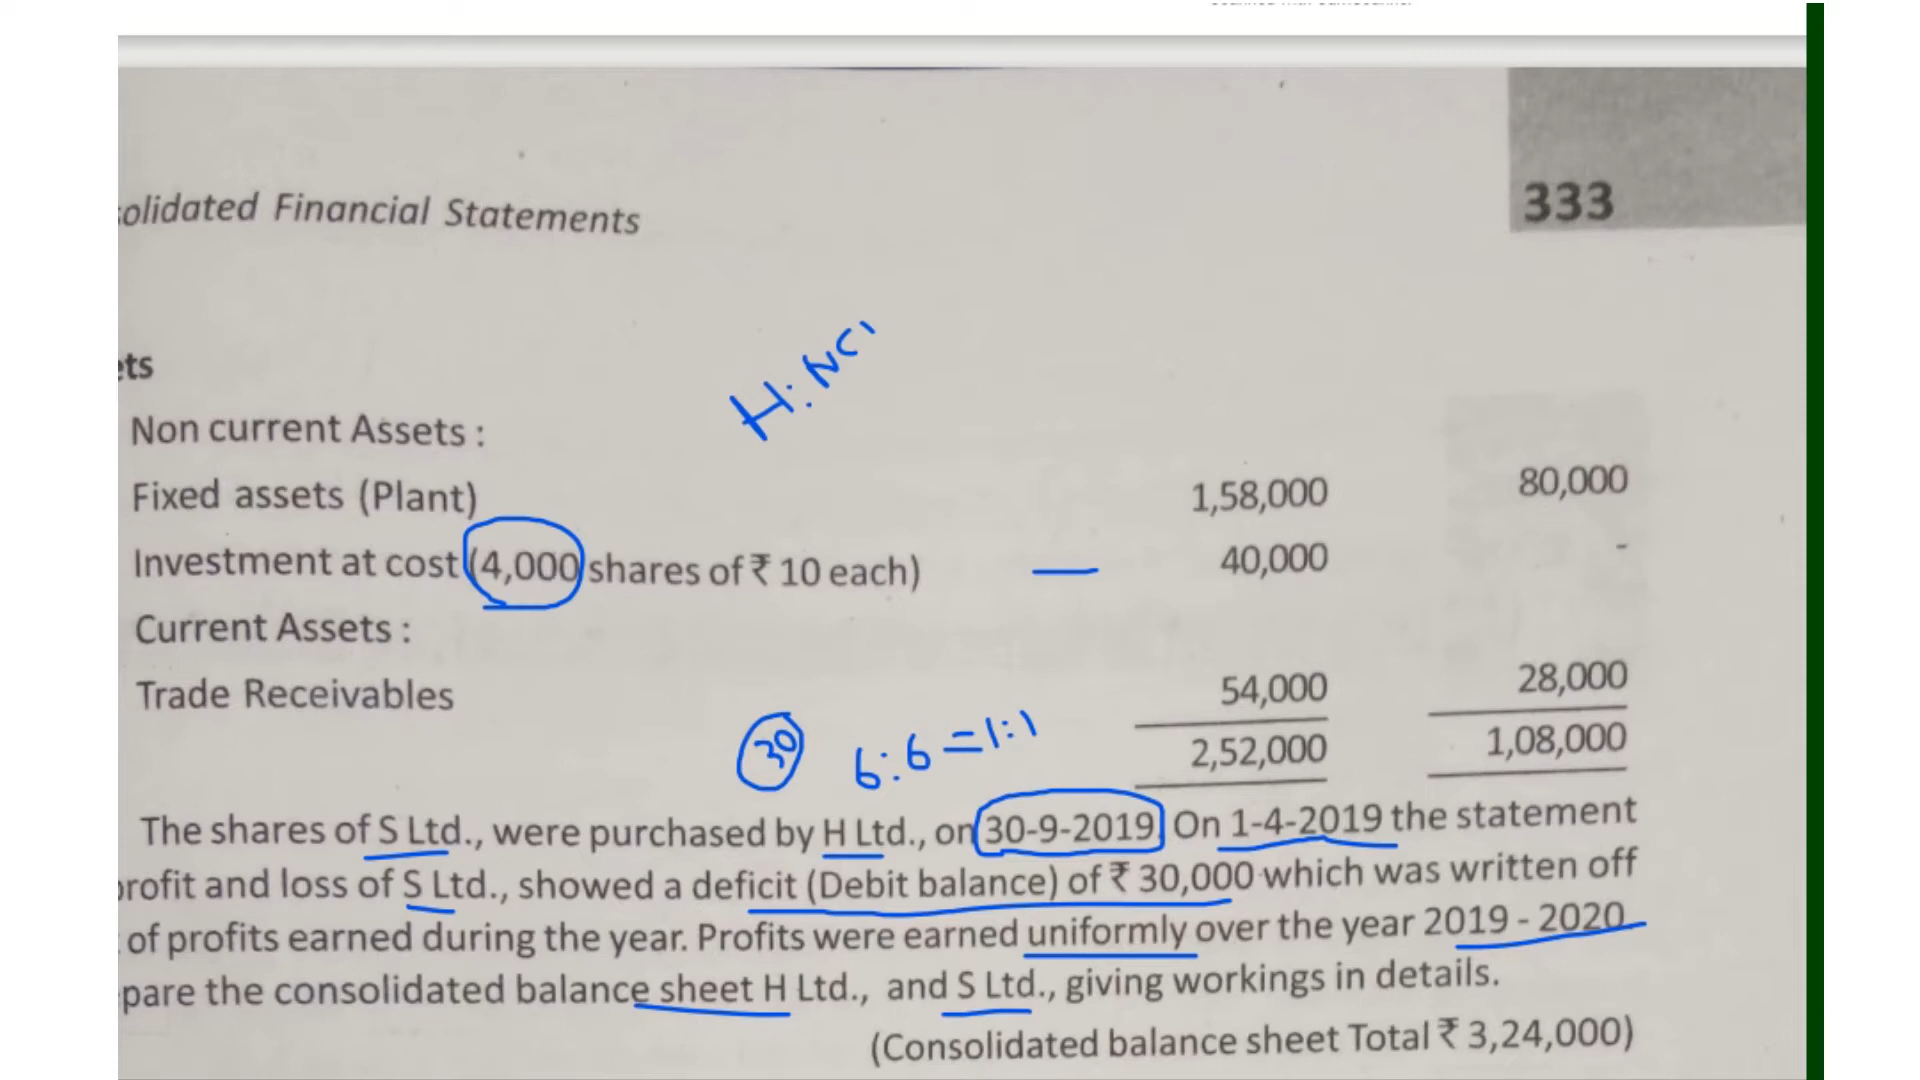 solidated Financial Statements
333
H: NCI
ets
Non current Assets :
Fixed assets (Plant) 1,58,000 80,000
Investment at cost (4,000 shares of ₹ 10 each) 40,000 -
Current Assets :
Trade Receivables 54,000 28,000
30 6:6 = 1:1 2,52,000 1,08,000
The shares of S Ltd., were purchased by H Ltd., on 30-9-2019. On 1-4-2019 the statement
profit and loss of S Ltd., showed a deficit (Debit balance) of ₹ 30,000 which was written off
of profits earned during the year. Profits were earned uniformly over the year 2019 - 2020
pare the consolidated balance sheet H Ltd., and S Ltd., giving workings in details.
(Consolidated balance sheet Total ₹ 3,24,000)